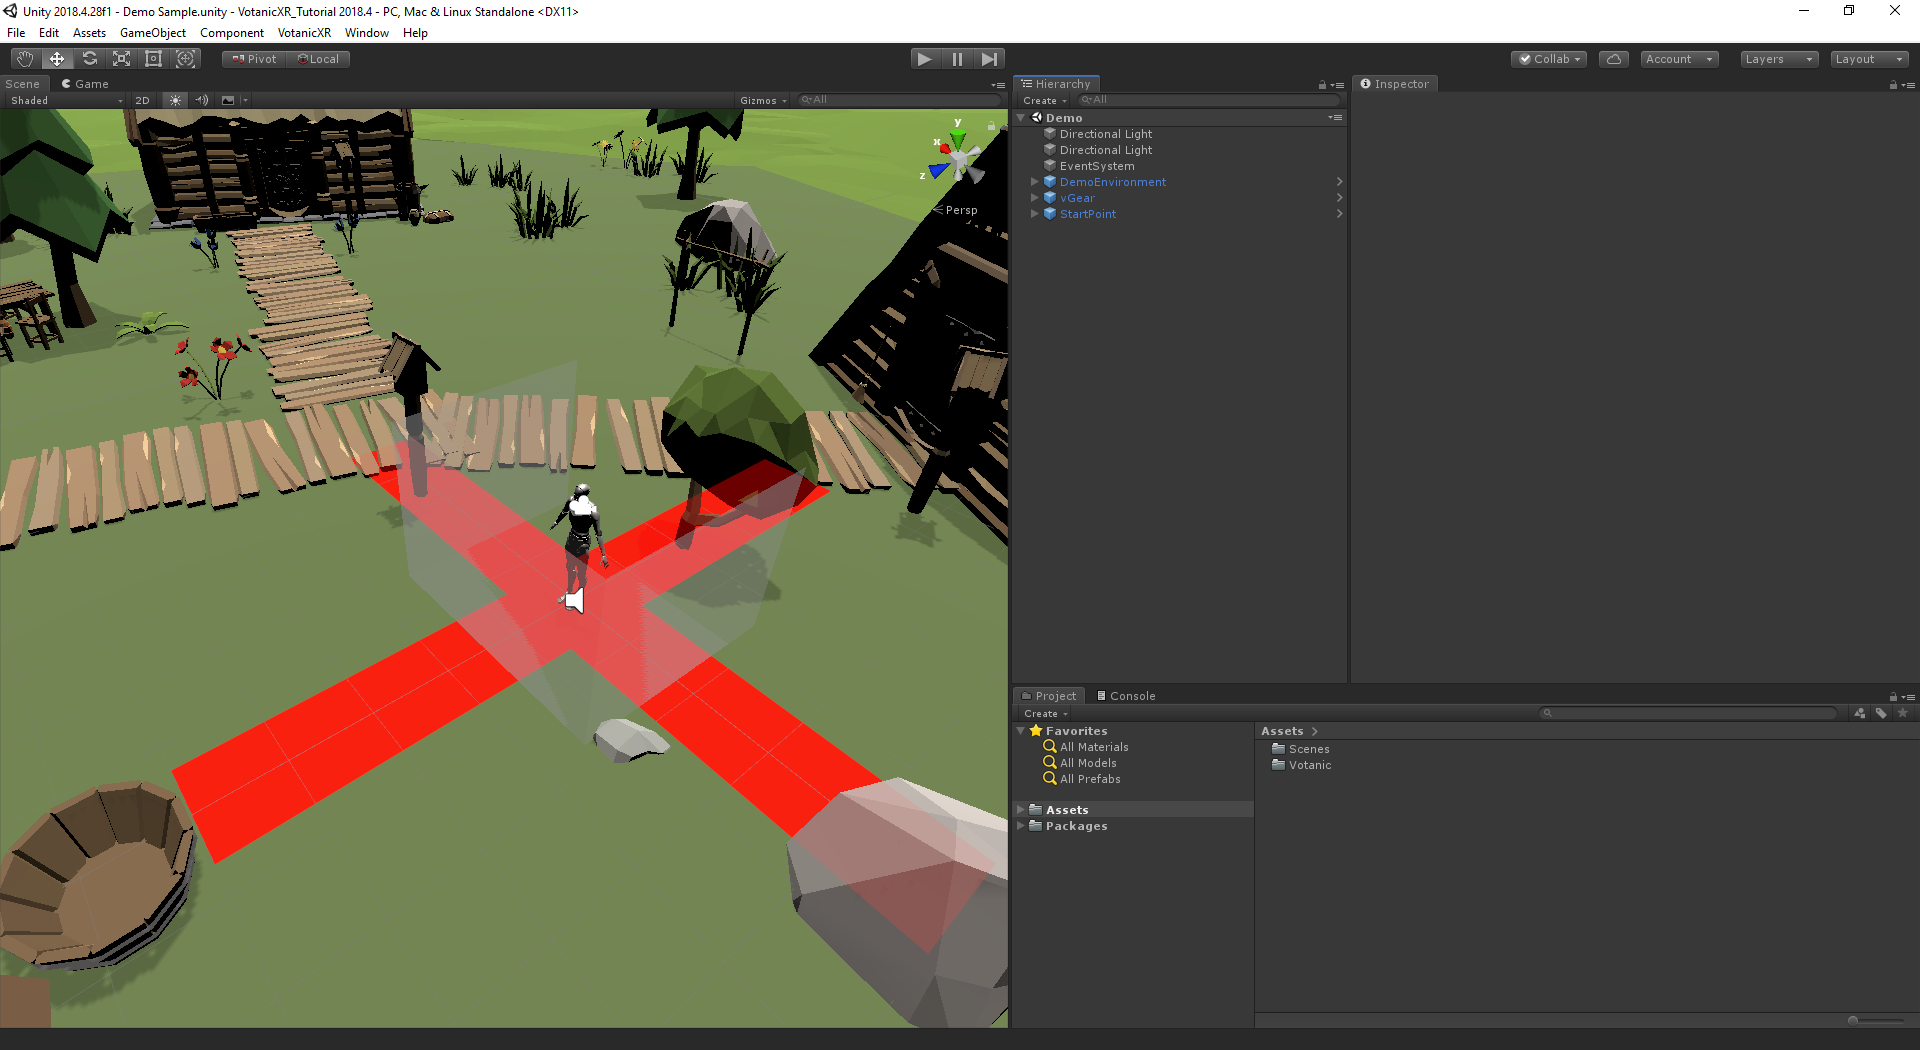 Unity 2018.4.28f1 - Demo Sample.unity - VotanicXR_Tutorial 2018.4 - PC, Mac & Linux Standalone <DX11>
File Edit Assets GameObject Component VotanicXR Window Help
Pivot Local Collab Account Layers Layout
Scene Game
Shaded 2D Gizmos All
y
x
z
Persp
Hierarchy
Create All
Demo
Directional Light
Directional Light
EventSystem
DemoEnvironment
vGear
StartPoint
Inspector
Project Console
Create
Favorites
All Materials
All Models
All Prefabs
Assets
Packages
Assets
Scenes
Votanic